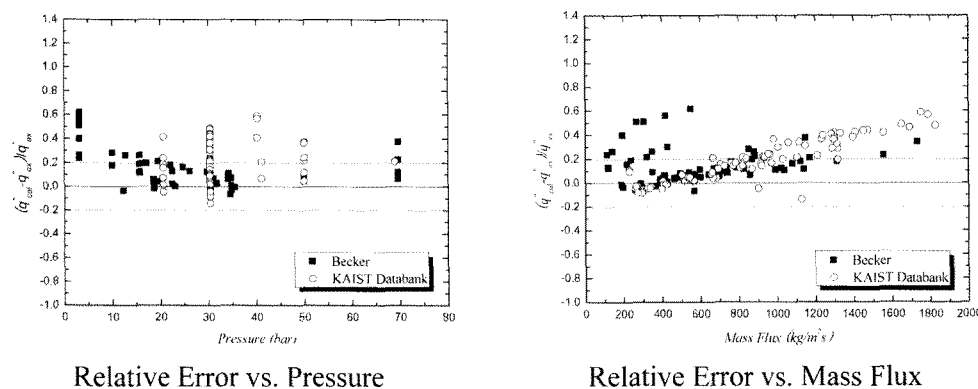 1.4
1.2
1.0
0.8
0.6
0.4
0.2
0.0
-0.2
-0.4
-0.6
-0.8
-1.0
0 10 20 30 40 50 60 70 80
Pressure (bar)
Becker
KAIST Databank
Relative Error vs. Pressure
1.4
1.2
1.0
0.8
0.6
0.4
0.2
0.0
-0.2
-0.4
-0.6
-0.8
-1.0
0 200 400 600 800 1000 1200 1400 1600 1800 2000
Mass Flux (kg/m²s)
Becker
KAIST Databank
Relative Error vs. Mass Flux